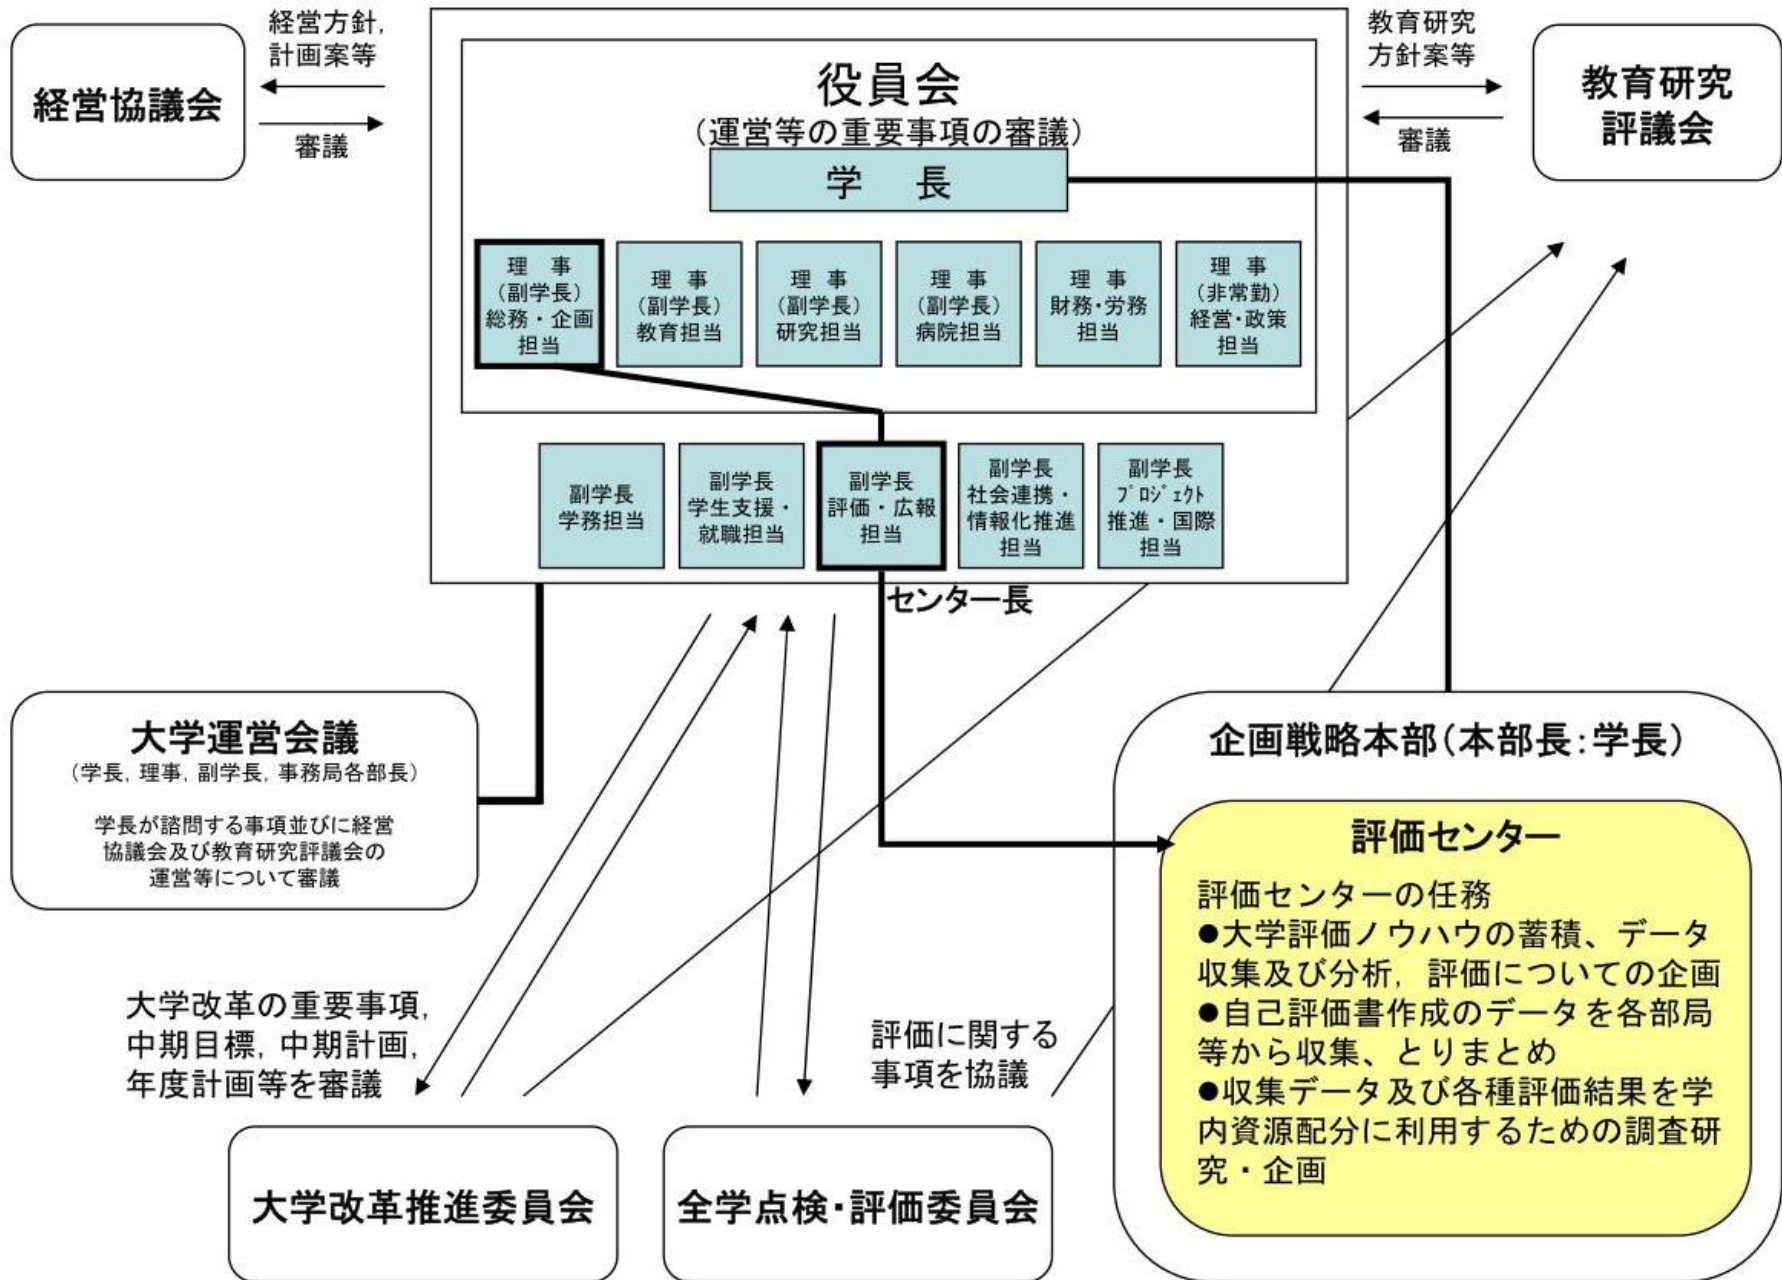 経営方針,
計画案等
経営協議会
審議
役員会
(運営等の重要事項の審議)
学　長
教育研究
方針案等
審議
教育研究
評議会
理　事
(副学長)
総務・企画
担当
理　事
(副学長)
教育担当
理　事
(副学長)
研究担当
理　事
(副学長)
病院担当
理　事
財務・労務
担当
理　事
(非常勤)
経営・政策
担当
副学長
学務担当
副学長
学生支援・
就職担当
副学長
評価・広報
担当
副学長
社会連携・
情報化推進
担当
副学長
ﾌﾟﾛｼﾞｪｸﾄ
推進・国際
担当
センター長
大学運営会議
(学長, 理事, 副学長, 事務局各部長)
学長が諮問する事項並びに経営
協議会及び教育研究評議会の
運営等について審議
企画戦略本部(本部長:学長)
評価センター
評価センターの任務
●大学評価ノウハウの蓄積、データ
収集及び分析, 評価についての企画
●自己評価書作成のデータを各部局
等から収集、とりまとめ
●収集データ及び各種評価結果を学
内資源配分に利用するための調査研
究・企画
大学改革の重要事項,
中期目標, 中期計画,
年度計画等を審議
評価に関する
事項を協議
大学改革推進委員会
全学点検・評価委員会